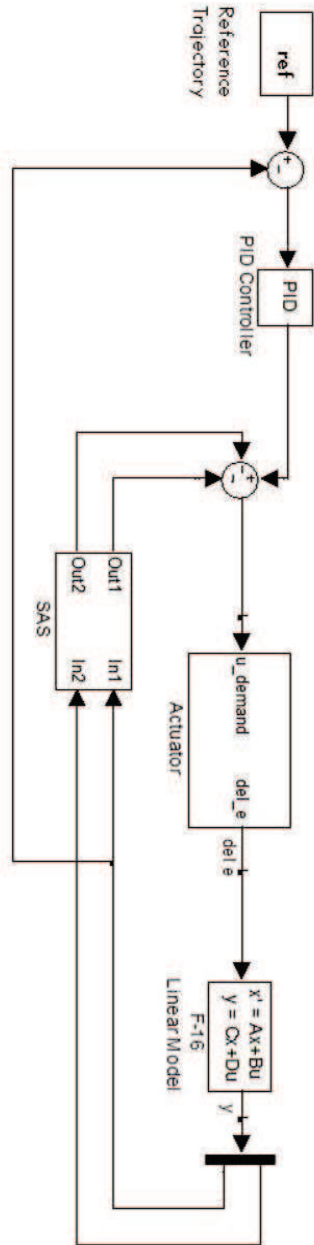 ref
Reference
Trajectory
PID
PID Controller
u_demand
del_e
Actuator
del e
x' = Ax+Bu
y = Cx+Du
F-16
Linear Model
y
Out1
In1
Out2
In2
SAS